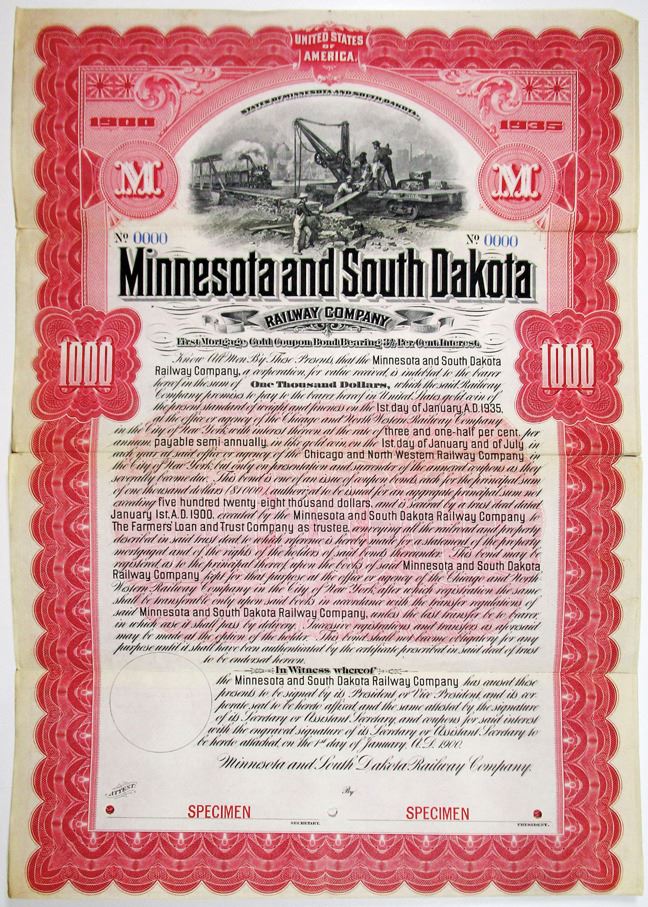 UNITED STATES
OF
AMERICA.
STATES OF MINNESOTA AND SOUTH DAKOTA.
1900
1935
M
M
No 0000
No 0000
Minnesota and South Dakota
RAILWAY COMPANY
First Mortgage Gold Coupon Bond Bearing 3½ Per Cent Interest.
1000
1000
Know All Men By These Presents, that the Minnesota and South Dakota
Railway Company, a corporation, for value received, is indebted to the bearer
hereof in the sum of One Thousand Dollars, which the said Railway
Company promises to pay to the bearer hereof in United States gold coin of
the present standard of weight and fineness on the 1st day of January, A.D. 1935,
at the office or agency of the Chicago and North Western Railway Company
in the City of New York, with interest thereon at the rate of three and one-half per cent. per
annum, payable semi annually, in like gold coin, on the 1st day of January and of July, in
each year at said office or agency of the Chicago and North Western Railway Company in
the City of New York, but only on presentation and surrender of the annexed coupons as they
severally become due. This bond is one of an issue of coupon bonds, each for the principal sum
of one thousand dollars ($1,000), authorized to be issued for an aggregate principal sum not
exceeding five hundred twenty-eight thousand dollars, and is secured by a trust deed dated
January 1st, A.D. 1900, executed by the Minnesota and South Dakota Railway Company to
The Farmers' Loan and Trust Company as trustee, conveying all the railroad and property
described in said trust deed, to which reference is hereby made for a statement of the property
mortgaged and of the rights of the holders of said bonds thereunder. This bond may be
registered as to the principal thereof, upon the books of said Minnesota and South Dakota
Railway Company kept for that purpose at the office or agency of the Chicago and North
Western Railway Company in the City of New York, after which registration the same
shall be transferable only upon said books in accordance with the transfer regulations of
said Minnesota and South Dakota Railway Company, unless the last transfer be to bearer,
in which case it shall pass by delivery. Successive registrations and transfers as aforesaid
may be made at the option of the holder. This bond shall not become obligatory for any
purpose until it shall have been authenticated by the certificate prescribed in said deed of trust
to be endorsed hereon.
In Witness whereof
the Minnesota and South Dakota Railway Company has caused these
presents to be signed by its President or Vice President, and its cor-
porate seal to be hereto affixed, and the same attested by the signature
of its Secretary or Assistant Secretary, and coupons for said interest
with the engraved signature of its Secretary or Assistant Secretary to
be hereto attached, on the 1st day of January, A.D. 1900.
Minnesota and South Dakota Railway Company.
ATTEST:
By
SPECIMEN
SPECIMEN
SECRETARY.
PRESIDENT.